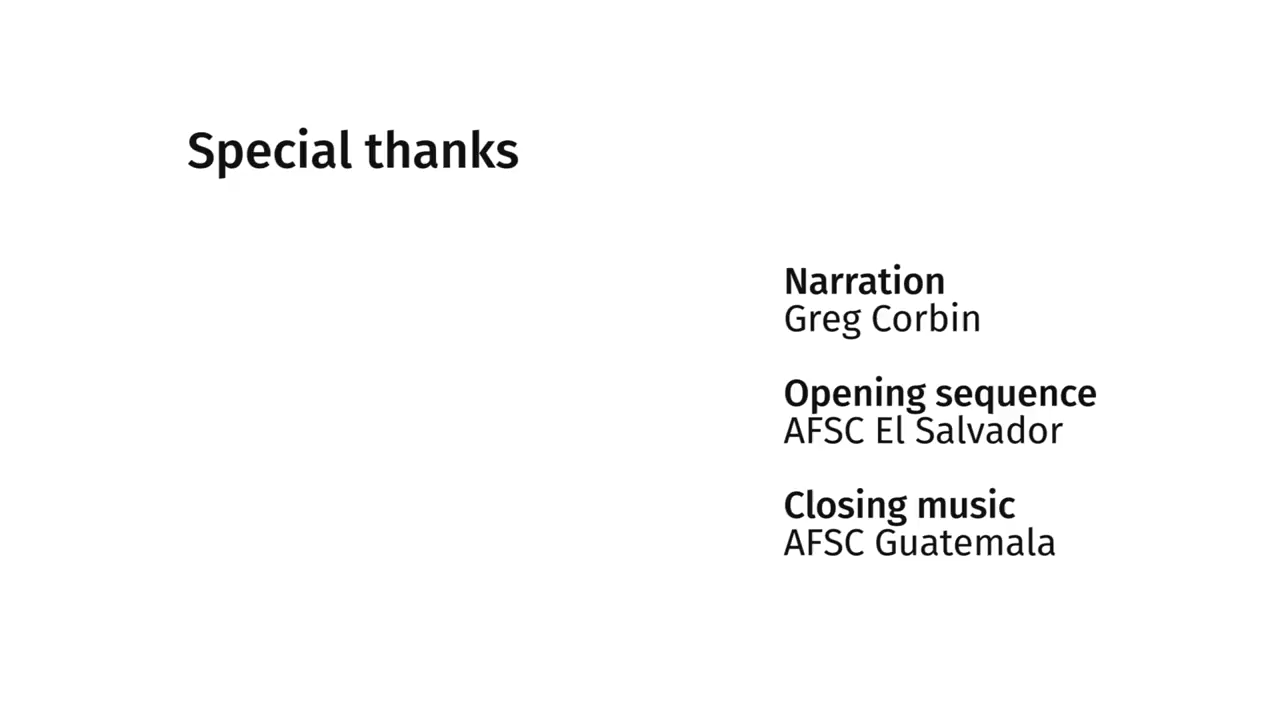 Special thanks
Narration
Greg Corbin
Opening sequence
AFSC El Salvador
Closing music
AFSC Guatemala